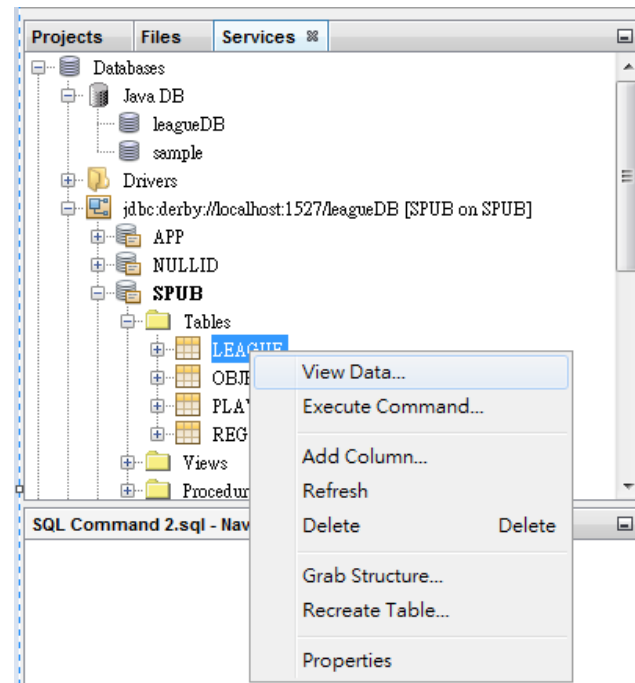 Projects Files Services
Databases
Java DB
leagueDB
sample
Drivers
jdbc:derby://localhost:1527/leagueDB [SPUB on SPUB]
APP
NULLID
SPUB
Tables
LEAGUE
View Data...
Execute Command...
REG
Add Column...
Views
Refresh
Delete Delete
SQL Command 2.sql - Nav
Grab Structure...
Recreate Table...
Properties